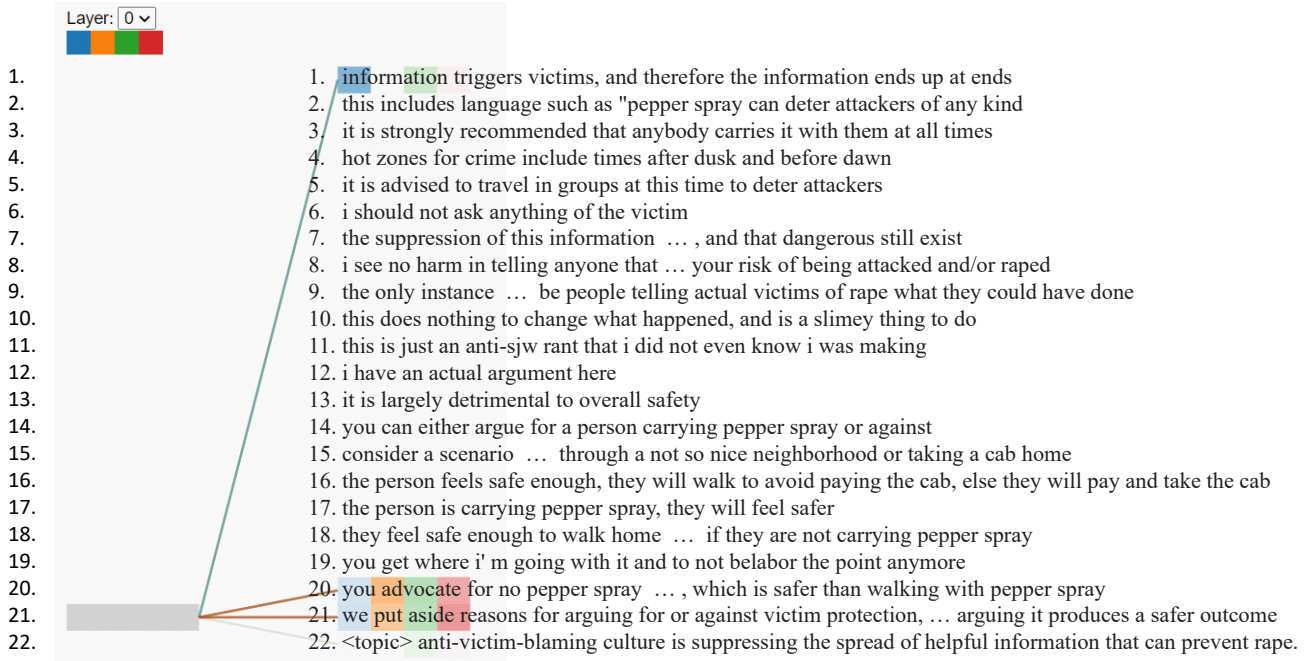 Layer: 0
1. 1. information triggers victims, and therefore the information ends up at ends
2. 2. this includes language such as "pepper spray can deter attackers of any kind
3. 3. it is strongly recommended that anybody carries it with them at all times
4. 4. hot zones for crime include times after dusk and before dawn
5. 5. it is advised to travel in groups at this time to deter attackers
6. 6. i should not ask anything of the victim
7. 7. the suppression of this information … , and that dangerous still exist
8. 8. i see no harm in telling anyone that … your risk of being attacked and/or raped
9. 9. the only instance … be people telling actual victims of rape what they could have done
10. 10. this does nothing to change what happened, and is a slimey thing to do
11. 11. this is just an anti-sjw rant that i did not even know i was making
12. 12. i have an actual argument here
13. 13. it is largely detrimental to overall safety
14. 14. you can either argue for a person carrying pepper spray or against
15. 15. consider a scenario … through a not so nice neighborhood or taking a cab home
16. 16. the person feels safe enough, they will walk to avoid paying the cab, else they will pay and take the cab
17. 17. the person is carrying pepper spray, they will feel safer
18. 18. they feel safe enough to walk home … if they are not carrying pepper spray
19. 19. you get where i' m going with it and to not belabor the point anymore
20. 20. you advocate for no pepper spray … , which is safer than walking with pepper spray
21. 21. we put aside reasons for arguing for or against victim protection, … arguing it produces a safer outcome
22. 22. <topic> anti-victim-blaming culture is suppressing the spread of helpful information that can prevent rape.